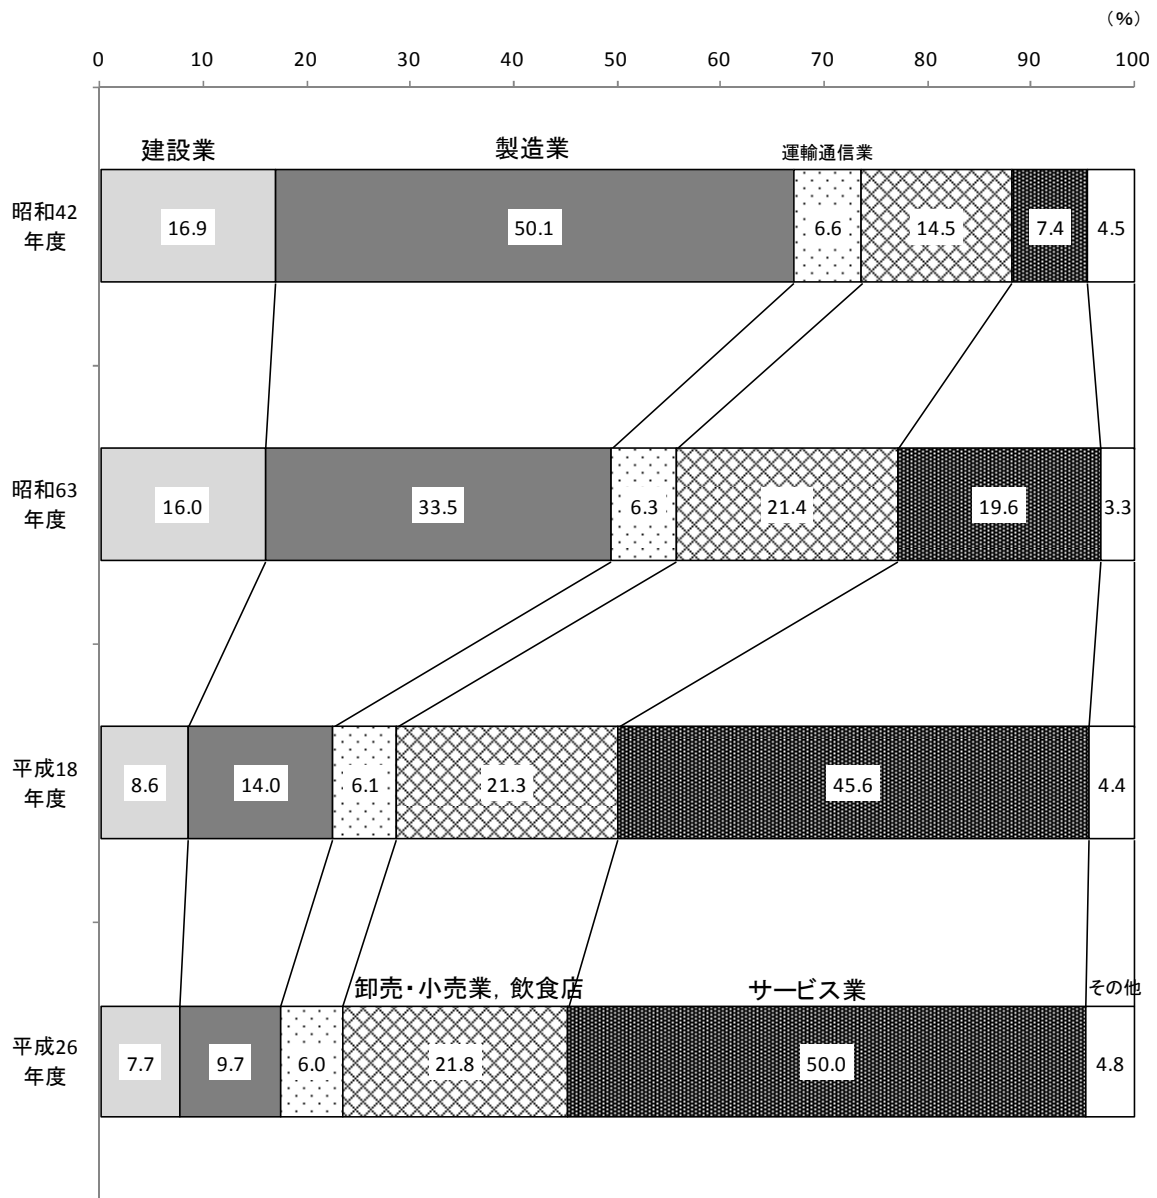 （%）
0 10 20 30 40 50 60 70 80 90 100
建設業 製造業 運輸通信業
昭和42
年度
16.9 50.1 6.6 14.5 7.4 4.5
昭和63
年度
16.0 33.5 6.3 21.4 19.6 3.3
平成18
年度
8.6 14.0 6.1 21.3 45.6 4.4
卸売・小売業，飲食店 サービス業 その他
平成26
年度
7.7 9.7 6.0 21.8 50.0 4.8